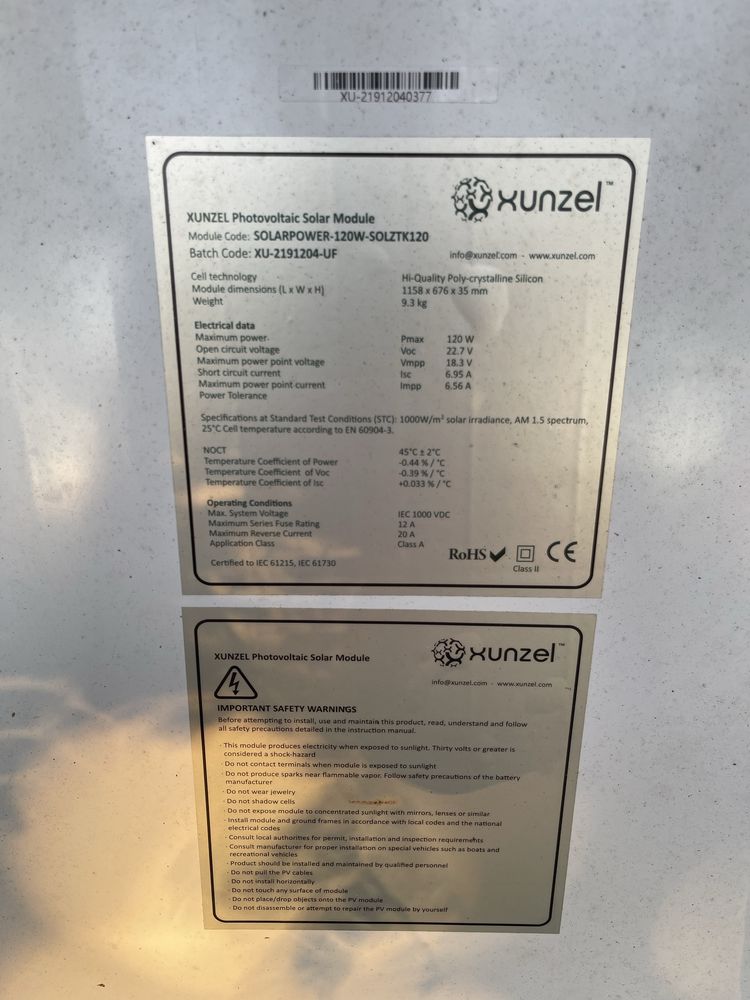 XU-21912040377
xunzel™
XUNZEL Photovoltaic Solar Module
Module Code: SOLARPOWER-120W-SOLZTK120
Batch Code: XU-2191204-UF
info@xunzel.com - www.xunzel.com
Cell technology Hi-Quality Poly-crystalline Silicon
Module dimensions (L x W x H) 1158 x 676 x 35 mm
Weight 9.3 kg
Electrical data
Maximum power Pmax 120 W
Open circuit voltage Voc 22.7 V
Maximum power point voltage Vmpp 18.3 V
Short circuit current Isc 6.95 A
Maximum power point current Impp 6.56 A
Power Tolerance
Specifications at Standard Test Conditions (STC): 1000W/m² solar irradiance, AM 1.5 spectrum,
25°C Cell temperature according to EN 60904-3.
NOCT 45°C ± 2°C
Temperature Coefficient of Power -0.44 % / °C
Temperature Coefficient of Voc -0.39 % / °C
Temperature Coefficient of Isc +0.033 % / °C
Operating Conditions
Max. System Voltage IEC 1000 VDC
Maximum Series Fuse Rating 12 A
Maximum Reverse Current 20 A
Application Class Class A
Certified to IEC 61215, IEC 61730
RoHS CE
Class II
xunzel™
XUNZEL Photovoltaic Solar Module
info@xunzel.com - www.xunzel.com
IMPORTANT SAFETY WARNINGS
Before attempting to install, use and maintain this product, read, understand and follow
all safety precautions detailed in the instruction manual.
· This module produces electricity when exposed to sunlight. Thirty volts or greater is
considered a shock-hazard
· Do not contact terminals when module is exposed to sunlight
· Do not produce sparks near flammable vapor. Follow safety precautions of the battery
manufacturer
· Do not wear jewelry
· Do not shadow cells
· Do not expose module to concentrated sunlight with mirrors, lenses or similar
· Install module and ground frames in accordance with local codes and the national
electrical codes
· Consult local authorities for permit, installation and inspection requirements
· Consult manufacturer for proper installation on special vehicles such as boats and
recreational vehicles
· Product should be installed and maintained by qualified personnel
· Do not pull the PV cables
· Do not install horizontally
· Do not touch any surface of module
· Do not place/drop objects onto the PV module
· Do not disassemble or attempt to repair the PV module by yourself